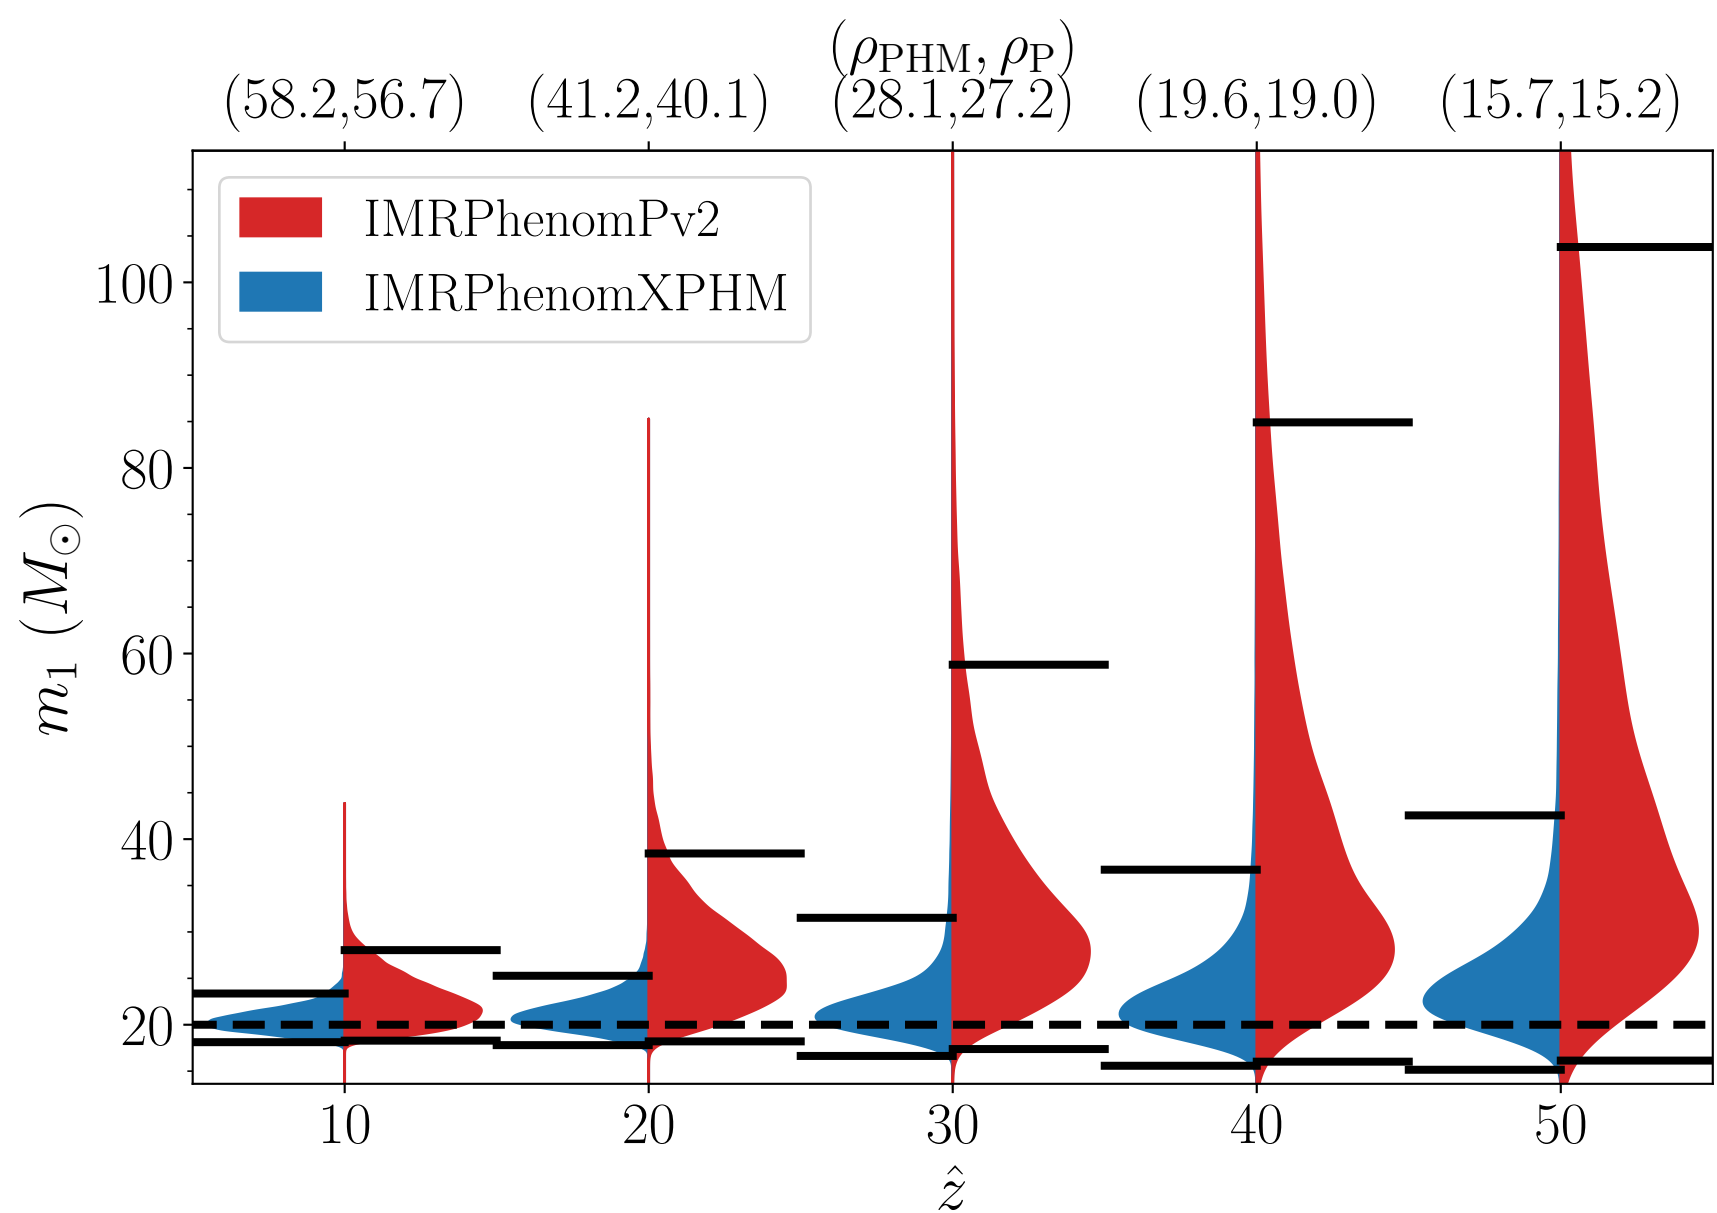 (ρPHM, ρP)
(58.2,56.7) (41.2,40.1) (28.1,27.2) (19.6,19.0) (15.7,15.2)
IMRPhenomPv2
IMRPhenomXPHM
100
80
60
40
20
m1 (M⊙)
10 20 30 40 50
ẑ